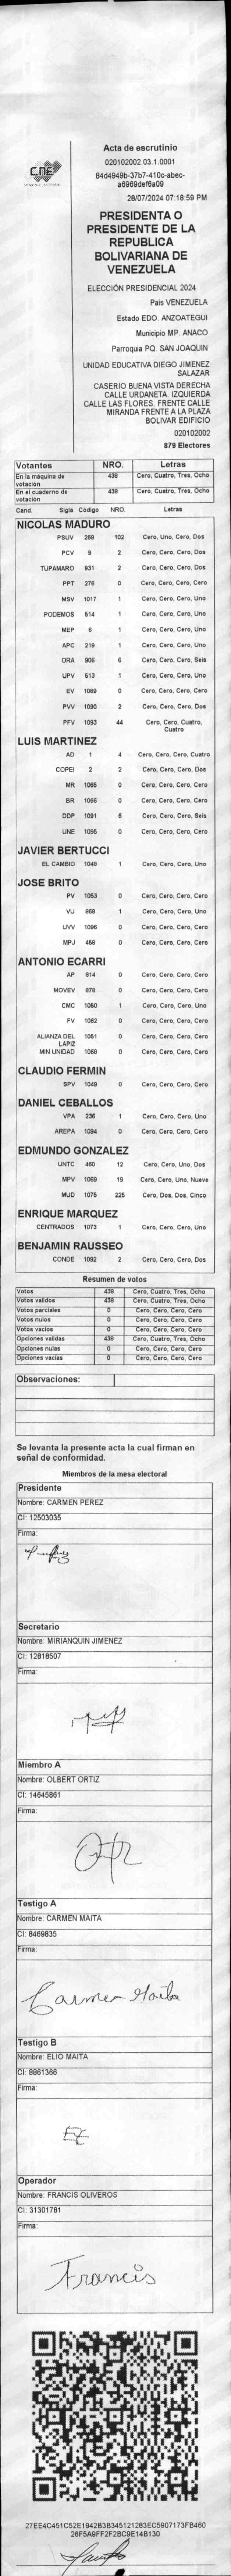 CNE
Acta de escrutinio
020102002.03.1.0001
84d4949b-37b7-410c-abec-
a6969def6a09
28/07/2024 07:18:59 PM
PRESIDENTA O
PRESIDENTE DE LA
REPUBLICA
BOLIVARIANA DE
VENEZUELA
ELECCIÓN PRESIDENCIAL 2024
País VENEZUELA
Estado EDO. ANZOATEGUI
Municipio MP. ANACO
Parroquia PQ. SAN JOAQUIN
UNIDAD EDUCATIVA DIEGO JIMENEZ
SALAZAR
CASERIO BUENA VISTA DERECHA
CALLE URDANETA. IZQUIERDA
CALLE LAS FLORES. FRENTE CALLE
MIRANDA FRENTE A LA PLAZA
BOLIVAR EDIFICIO
020102002
879 Electores
Votantes NRO. Letras
En la máquina de votación 438 Cero, Cuatro, Tres, Ocho
En el cuaderno de votación 438 Cero, Cuatro, Tres, Ocho
Cand. Sigla Código NRO. Letras
NICOLAS MADURO
PSUV 269 102 Cero, Uno, Cero, Dos
PCV 9 2 Cero, Cero, Cero, Dos
TUPAMARO 931 2 Cero, Cero, Cero, Dos
PPT 276 0 Cero, Cero, Cero, Cero
MSV 1017 1 Cero, Cero, Cero, Uno
PODEMOS 514 1 Cero, Cero, Cero, Uno
MEP 6 1 Cero, Cero, Cero, Uno
APC 219 1 Cero, Cero, Cero, Uno
ORA 906 6 Cero, Cero, Cero, Seis
UPV 513 1 Cero, Cero, Cero, Uno
EV 1089 0 Cero, Cero, Cero, Cero
PVV 1090 2 Cero, Cero, Cero, Dos
PFV 1093 44 Cero, Cero, Cuatro,
Cuatro
LUIS MARTINEZ
AD 1 4 Cero, Cero, Cero, Cuatro
COPEI 2 2 Cero, Cero, Cero, Dos
MR 1065 0 Cero, Cero, Cero, Cero
BR 1066 0 Cero, Cero, Cero, Cero
DDP 1091 6 Cero, Cero, Cero, Seis
UNE 1095 0 Cero, Cero, Cero, Cero
JAVIER BERTUCCI
EL CAMBIO 1048 1 Cero, Cero, Cero, Uno
JOSE BRITO
PV 1053 0 Cero, Cero, Cero, Cero
VU 868 1 Cero, Cero, Cero, Uno
UVV 1096 0 Cero, Cero, Cero, Cero
MPJ 459 0 Cero, Cero, Cero, Cero
ANTONIO ECARRI
AP 814 0 Cero, Cero, Cero, Cero
MOVEV 878 0 Cero, Cero, Cero, Cero
CMC 1050 1 Cero, Cero, Cero, Uno
FV 1082 0 Cero, Cero, Cero, Cero
ALIANZA DEL LAPIZ 1051 0 Cero, Cero, Cero, Cero
MIN UNIDAD 1068 0 Cero, Cero, Cero, Cero
CLAUDIO FERMIN
SPV 1049 0 Cero, Cero, Cero, Cero
DANIEL CEBALLOS
VPA 236 1 Cero, Cero, Cero, Uno
AREPA 1094 0 Cero, Cero, Cero, Cero
EDMUNDO GONZALEZ
UNTC 460 12 Cero, Cero, Uno, Dos
MPV 1069 19 Cero, Cero, Uno, Nueve
MUD 1075 225 Cero, Dos, Dos, Cinco
ENRIQUE MARQUEZ
CENTRADOS 1073 1 Cero, Cero, Cero, Uno
BENJAMIN RAUSSEO
CONDE 1092 2 Cero, Cero, Cero, Dos
Resumen de votos
Votos 438 Cero, Cuatro, Tres, Ocho
Votos validos 438 Cero, Cuatro, Tres, Ocho
Votos parciales 0 Cero, Cero, Cero, Cero
Votos nulos 0 Cero, Cero, Cero, Cero
Votos vacios 0 Cero, Cero, Cero, Cero
Opciones validas 438 Cero, Cuatro, Tres, Ocho
Opciones nulas 0 Cero, Cero, Cero, Cero
Opciones vacias 0 Cero, Cero, Cero, Cero
Observaciones:
Se levanta la presente acta la cual firman en
señal de conformidad.
Miembros de la mesa electoral
Presidente
Nombre: CARMEN PEREZ
CI: 12503035
Firma:
Secretario
Nombre: MIRIANQUIN JIMENEZ
CI: 12818507
Firma:
Miembro A
Nombre: OLBERT ORTIZ
CI: 14645861
Firma:
Testigo A
Nombre: CARMEN MAITA
CI: 8469835
Firma:
Carmen Maita
Testigo B
Nombre: ELIO MAITA
CI: 8861366
Firma:
Operador
Nombre: FRANCIS OLIVEROS
CI: 31301781
Firma:
Francis
27EE4C451C52E1942B3B345121283EC5907173FB460
26F5A9FF2F2BC9E14B130